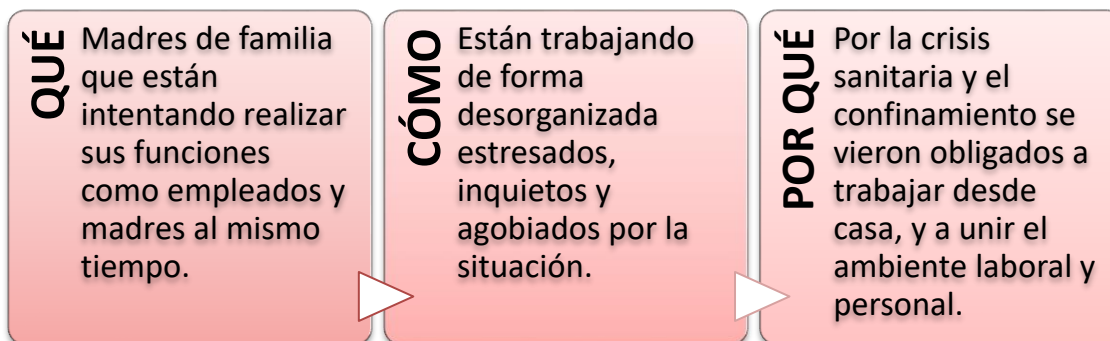 QUÉ
Madres de familia
que están
intentando realizar
sus funciones
como empleados y
madres al mismo
tiempo.
CÓMO
Están trabajando
de forma
desorganizada
estresados,
inquietos y
agobiados por la
situación.
POR QUÉ
Por la crisis
sanitaria y el
confinamiento se
vieron obligados a
trabajar desde
casa, y a unir el
ambiente laboral y
personal.